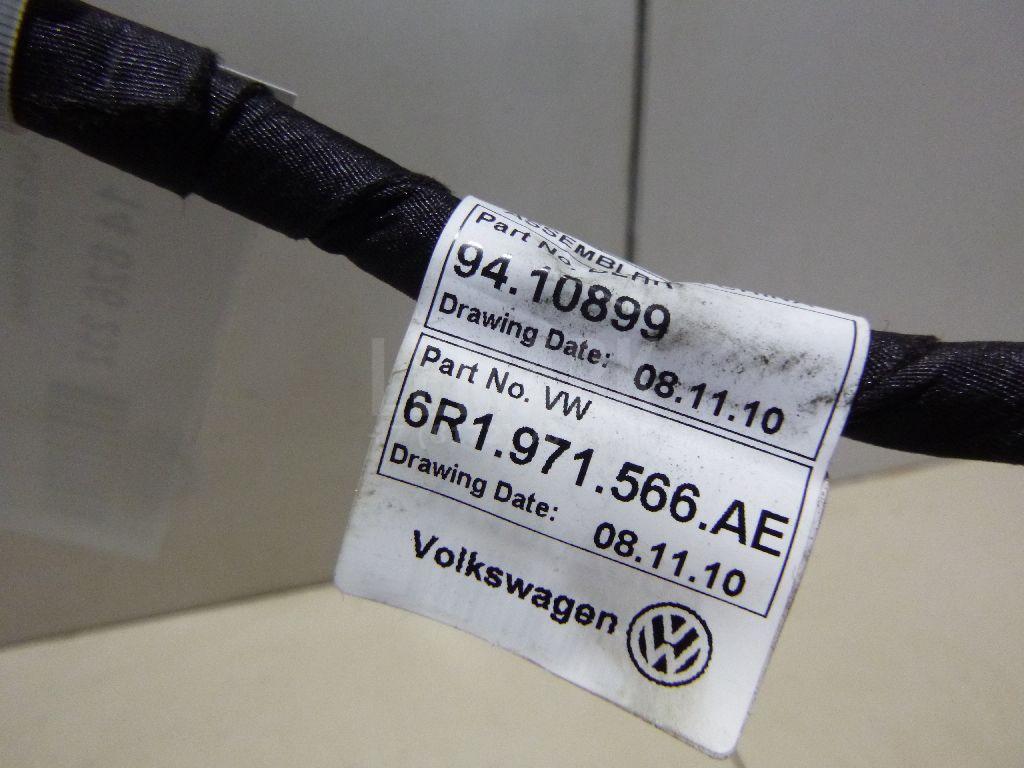 Part No.
94.10899
Drawing Date: 08.11.10
Part No. VW
6R1.971.566.AE
Drawing Date: 08.11.10
Volkswagen